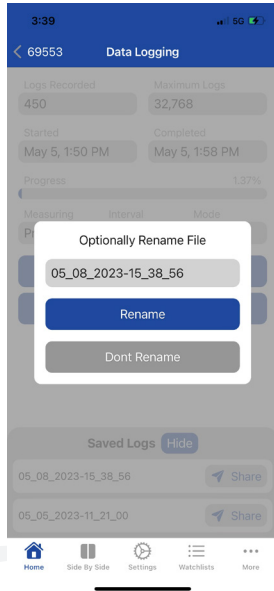 3:39 5G
69553 Data Logging
Logs Recorded Maximum Logs
450 32,768
Started Completed
May 5, 1:50 PM May 5, 1:58 PM
Progress 1.37%
Measuring Interval Mode
Optionally Rename File
05_08_2023-15_38_56
Rename
Dont Rename
Saved Logs Hide
05_08_2023-15_38_56 Share
05_05_2023-11_21_00 Share
Home Side By Side Settings Watchlists More